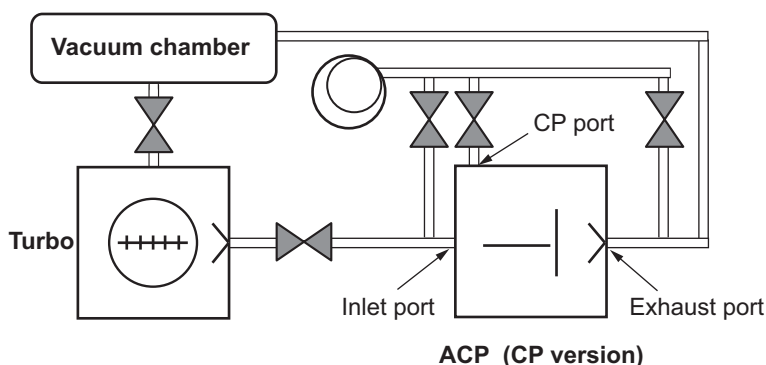 Vacuum chamber
CP port
Turbo
Inlet port
Exhaust port
ACP (CP version)